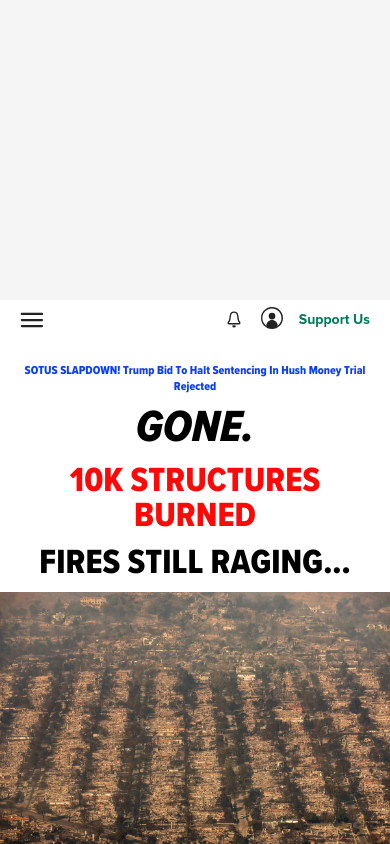 Support Us
SOTUS SLAPDOWN! Trump Bid To Halt Sentencing In Hush Money Trial
Rejected
GONE.
10K STRUCTURES
BURNED
FIRES STILL RAGING...